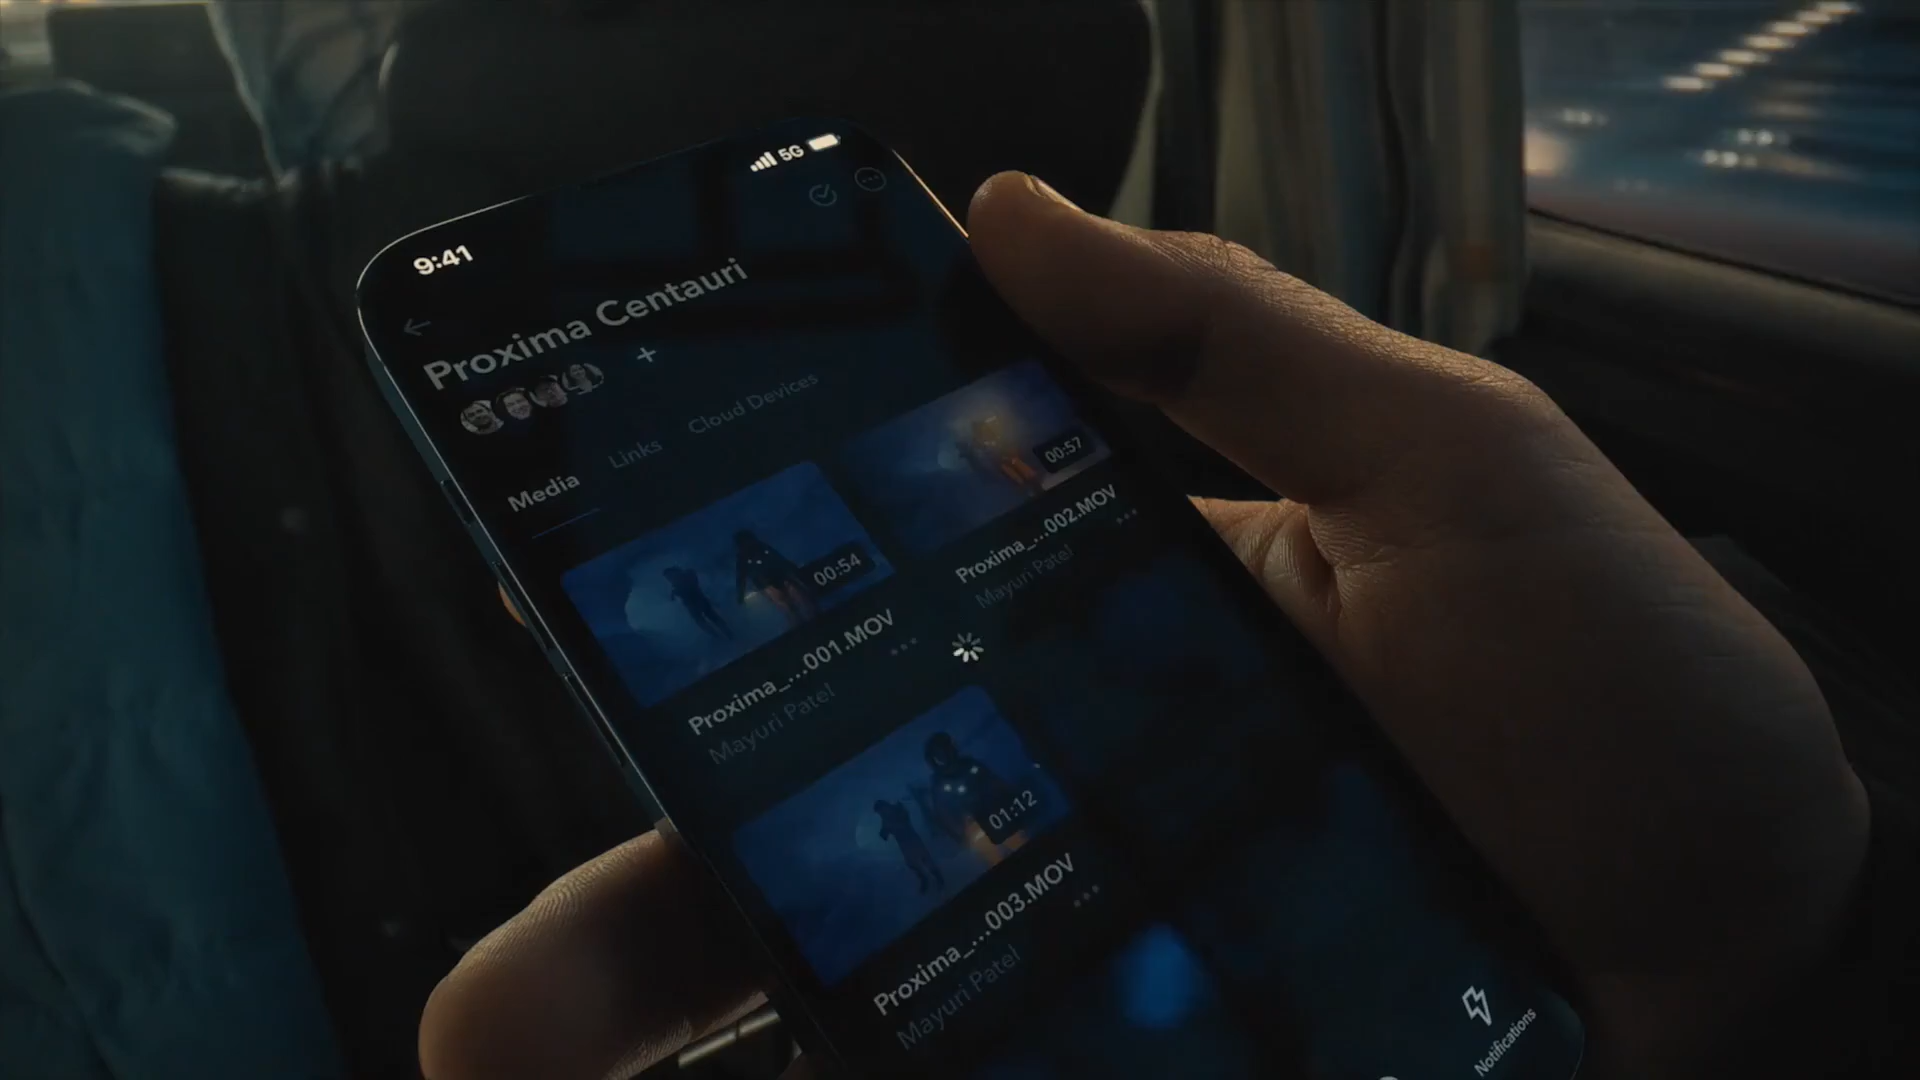 9:41
5G
Proxima Centauri
Media
Links
Cloud Devices
00:54
Proxima_...001.MOV
Mayuri Patel
00:57
Proxima_...002.MOV
Mayuri Patel
01:12
Proxima_...003.MOV
Mayuri Patel
Notifications